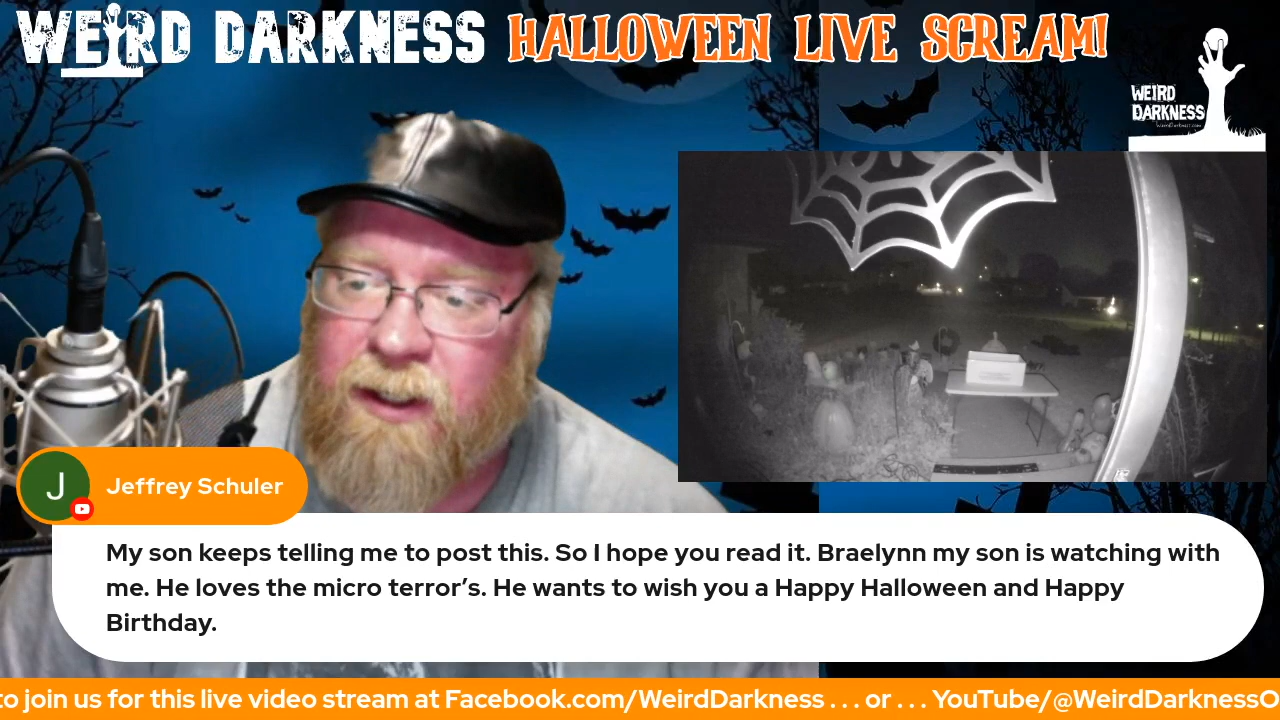 WEIRD DARKNESS HALLOWEEN LIVE SCREAM!
WEIRD
DARKNESS
WeirdDarkness.com
J
Jeffrey Schuler
My son keeps telling me to post this. So I hope you read it. Braelynn my son is watching with
me. He loves the micro terror’s. He wants to wish you a Happy Halloween and Happy
Birthday.
to join us for this live video stream at Facebook.com/WeirdDarkness . . . or . . . YouTube/@WeirdDarknessO